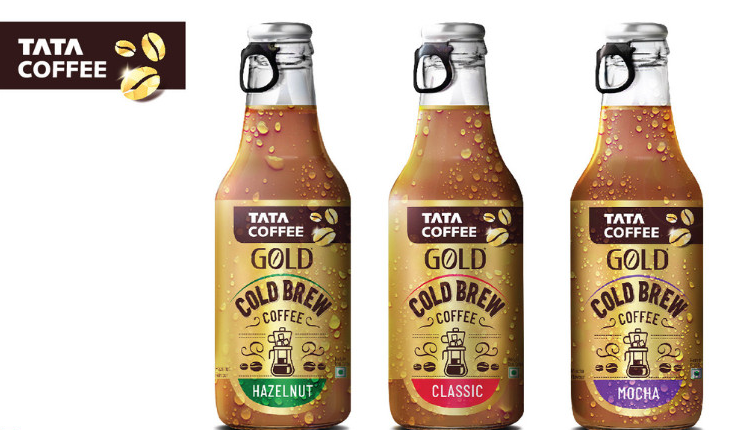 TATA
COFFEE
TATA
COFFEE
GOLD
COLD BREW
COFFEE
HAZELNUT
TATA
COFFEE
GOLD
COLD BREW
COFFEE
CLASSIC
TATA
COFFEE
GOLD
COLD BREW
COFFEE
MOCHA